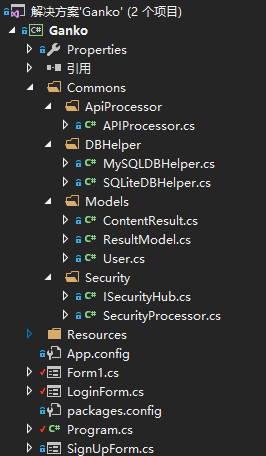 解决方案'Ganko' (2 个项目)
Ganko
Properties
引用
Commons
ApiProcessor
APIProcessor.cs
DBHelper
MySQLDBHelper.cs
SQLiteDBHelper.cs
Models
ContentResult.cs
ResultModel.cs
User.cs
Security
ISecurityHub.cs
SecurityProcessor.cs
Resources
App.config
Form1.cs
LoginForm.cs
packages.config
Program.cs
SignUpForm.cs